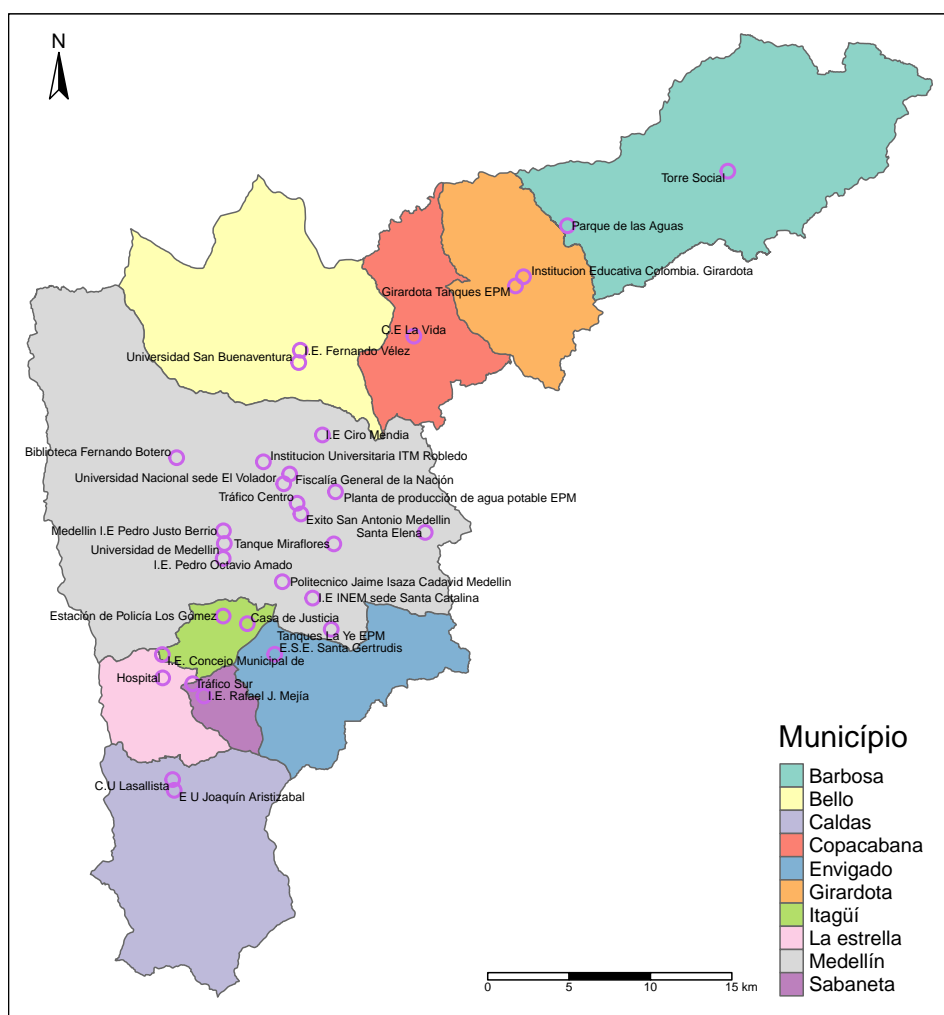 N
Torre Social
Parque de las Aguas
Institucion Educativa Colombia. Girardota
Girardota Tanques EPM
C.E La Vida
I.E. Fernando Vélez
Universidad San Buenaventura
I.E Ciro Mendia
Biblioteca Fernando Botero
Institucion Universitaria ITM Robledo
Universidad Nacional sede El Volador
Fiscalía General de la Nación
Tráfico Centro
Planta de producción de agua potable EPM
Exito San Antonio Medellin
Medellin I.E Pedro Justo Berrio
Santa Elena
Universidad de Medellin
Tanque Miraflores
I.E. Pedro Octavio Amado
Politecnico Jaime Isaza Cadavid Medellin
I.E INEM sede Santa Catalina
Estación de Policía Los Gómez
Casa de Justicia
Tanques La Ye EPM
E.S.E. Santa Gertrudis
I.E. Concejo Municipal de
Hospital
Tráfico Sur
I.E. Rafael J. Mejía
C.U Lasallista
E U Joaquín Aristizabal
Município
Barbosa
Bello
Caldas
Copacabana
Envigado
Girardota
Itagüí
La estrella
Medellín
Sabaneta
0 5 10 15 km